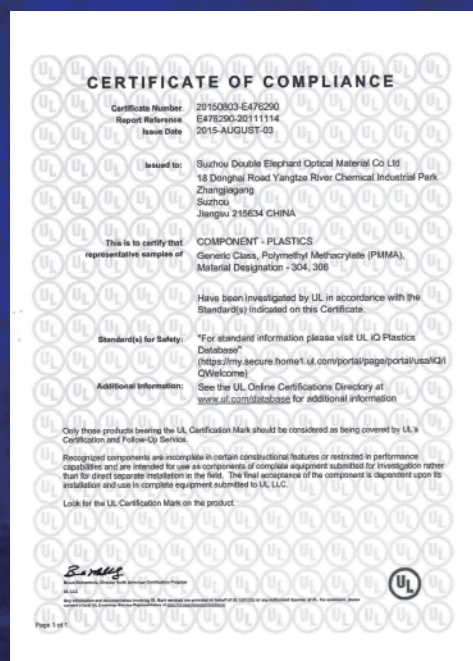 CERTIFICATE OF COMPLIANCE
Certificate Number 20150803-E476290
Report Reference E476290-20111114
Issue Date 2015-AUGUST-03
Issued to: Suzhou Double Elephant Optical Material Co Ltd
18 Donghai Road Yangtze River Chemical Industrial Park
Zhangjiagang
Suzhou
Jiangsu 215634 CHINA
This is to certify that COMPONENT - PLASTICS
representative samples of Generic Class, Polymethyl Methacrylate (PMMA),
Material Designation - 304, 306
Have been investigated by UL in accordance with the
Standard(s) indicated on this Certificate.
Standard(s) for Safety: "For standard information please visit UL iQ Plastics
Database"
(https://my.secure.home1.ul.com/portal/page/portal/usa/iQ/i
QWelcome)
Additional Information: See the UL Online Certifications Directory at
www.ul.com/database for additional information
Only those products bearing the UL Certification Mark should be considered as being covered by UL's
Certification and Follow-Up Service.
Recognized components are incomplete in certain constructional features or restricted in performance
capabilities and are intended for use as components of complete equipment submitted for investigation rather
than for direct separate installation in the field. The final acceptance of the component is dependent upon its
installation and use in complete equipment submitted to UL LLC.
Look for the UL Certification Mark on the product.
UL LLC
UL
Page 1 of 1